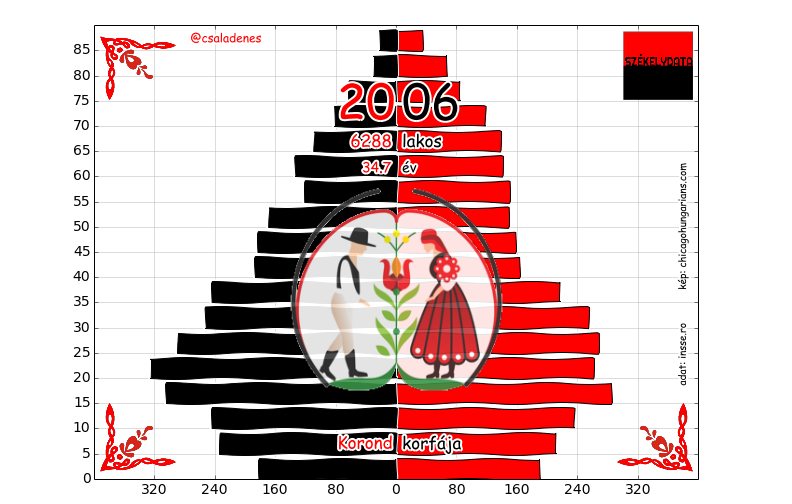 @csaladenes
SZÉKELYDATA
2006
6288 lakos
34.7 év
kép: chicagohungarians.com
adat: insse.ro
Korond korfája
85
80
75
70
65
60
55
50
45
40
35
30
25
20
15
10
5
0
320 240 160 80 0 80 160 240 320